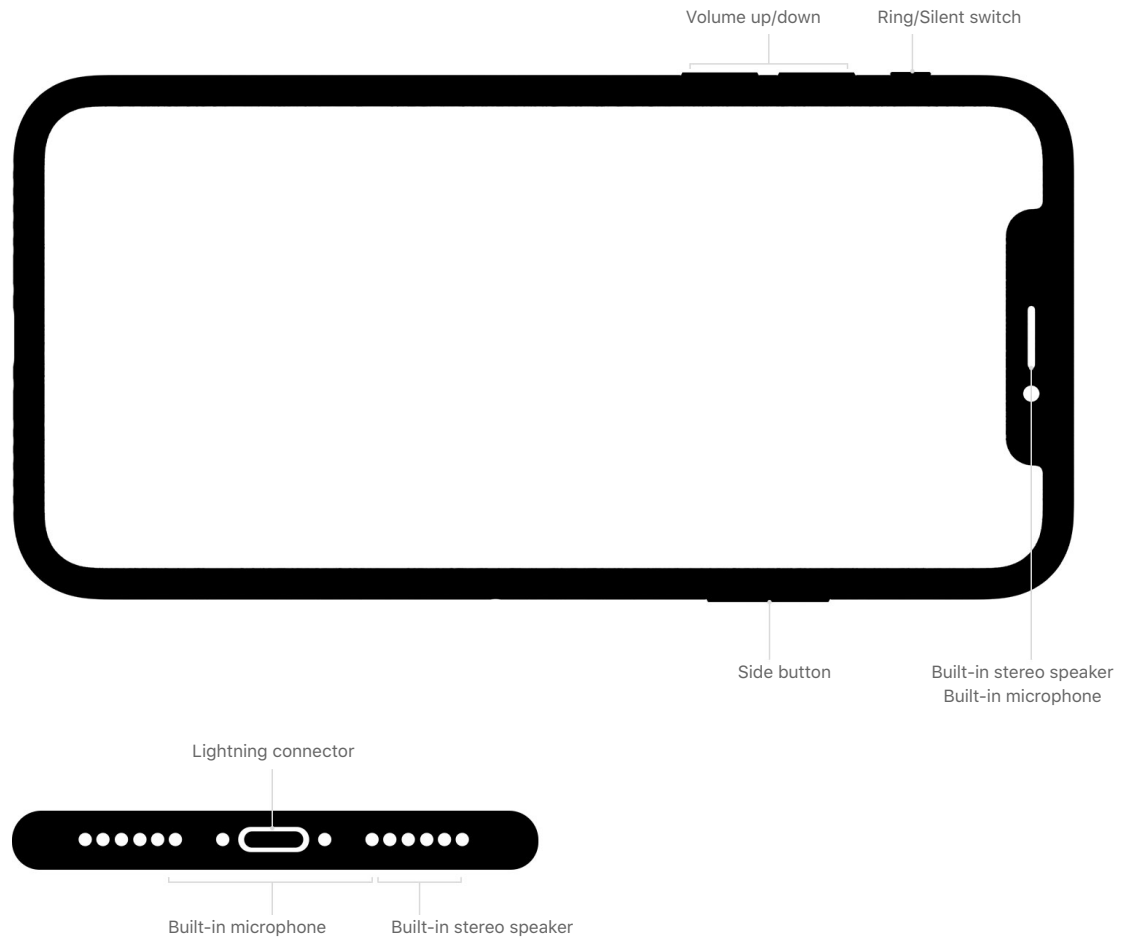 Volume up/down
Ring/Silent switch
Side button
Built-in stereo speaker
Built-in microphone
Lightning connector
Built-in microphone
Built-in stereo speaker